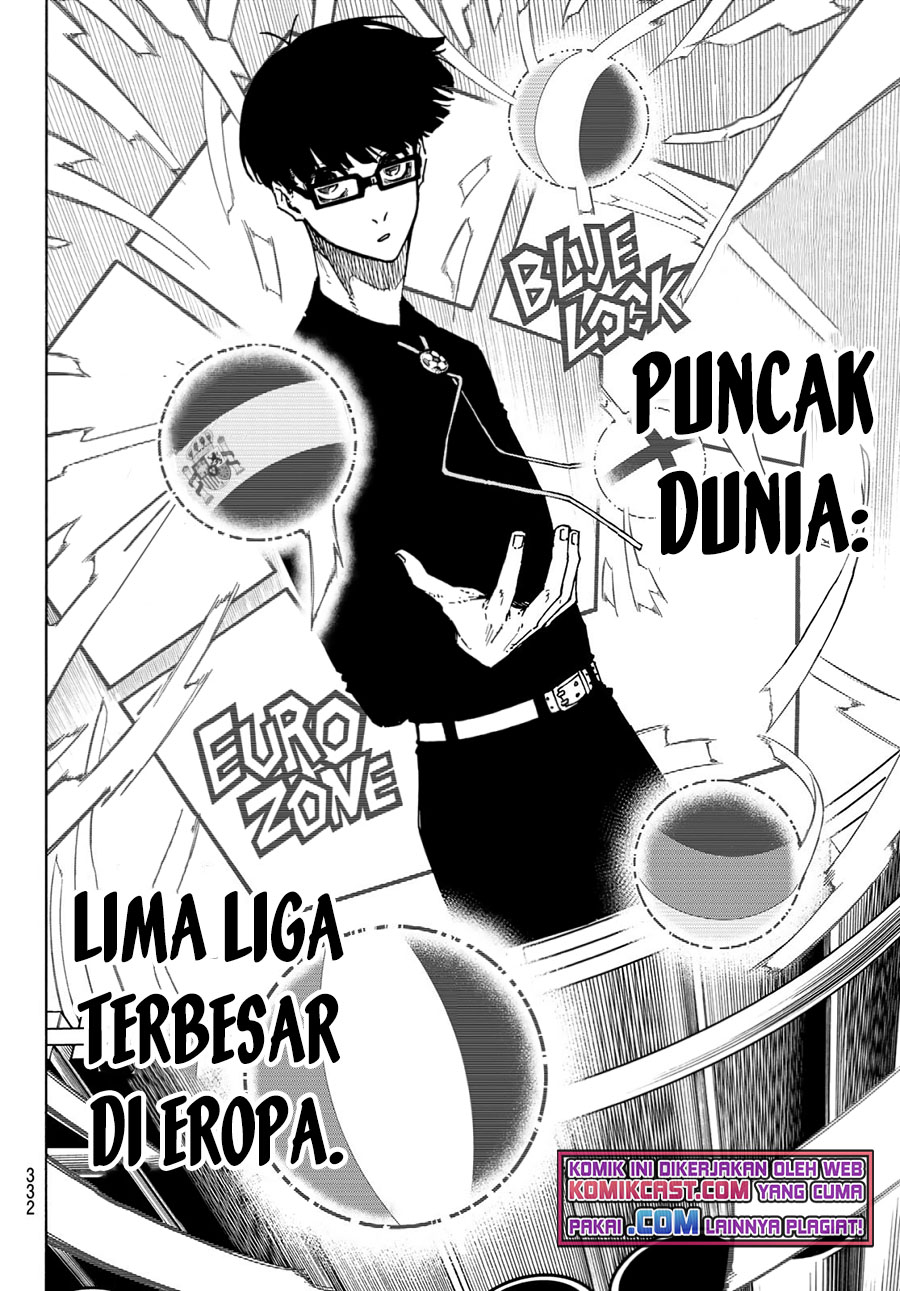 BLUE
LOCK
PUNCAK
DUNIA:
EURO
ZONE
LIMA LIGA
TERBESAR
DI EROPA.
332
KOMIK INI DIKERJAKAN OLEH WEB
KOMIKCAST.COM YANG CUMA
PAKAI .COM LAINNYA PLAGIAT!